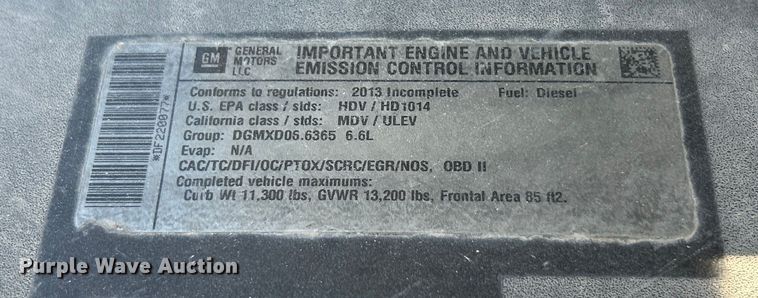 GM GENERAL MOTORS LLC
IMPORTANT ENGINE AND VEHICLE
EMISSION CONTROL INFORMATION
Conforms to regulations: 2013 Incomplete Fuel: Diesel
U.S. EPA class / stds: HDV / HD1014
California class / stds: MDV / ULEV
Group: DGMXD06.6365 6.6L
Evap: N/A
CAC/TC/DFI/OC/PTOX/SCRC/EGR/NOS, OBD II
Completed vehicle maximums:
Curb Wt 11,300 lbs, GVWR 13,200 lbs, Frontal Area 85 ft2.
*DF220077*
Purple Wave Auction